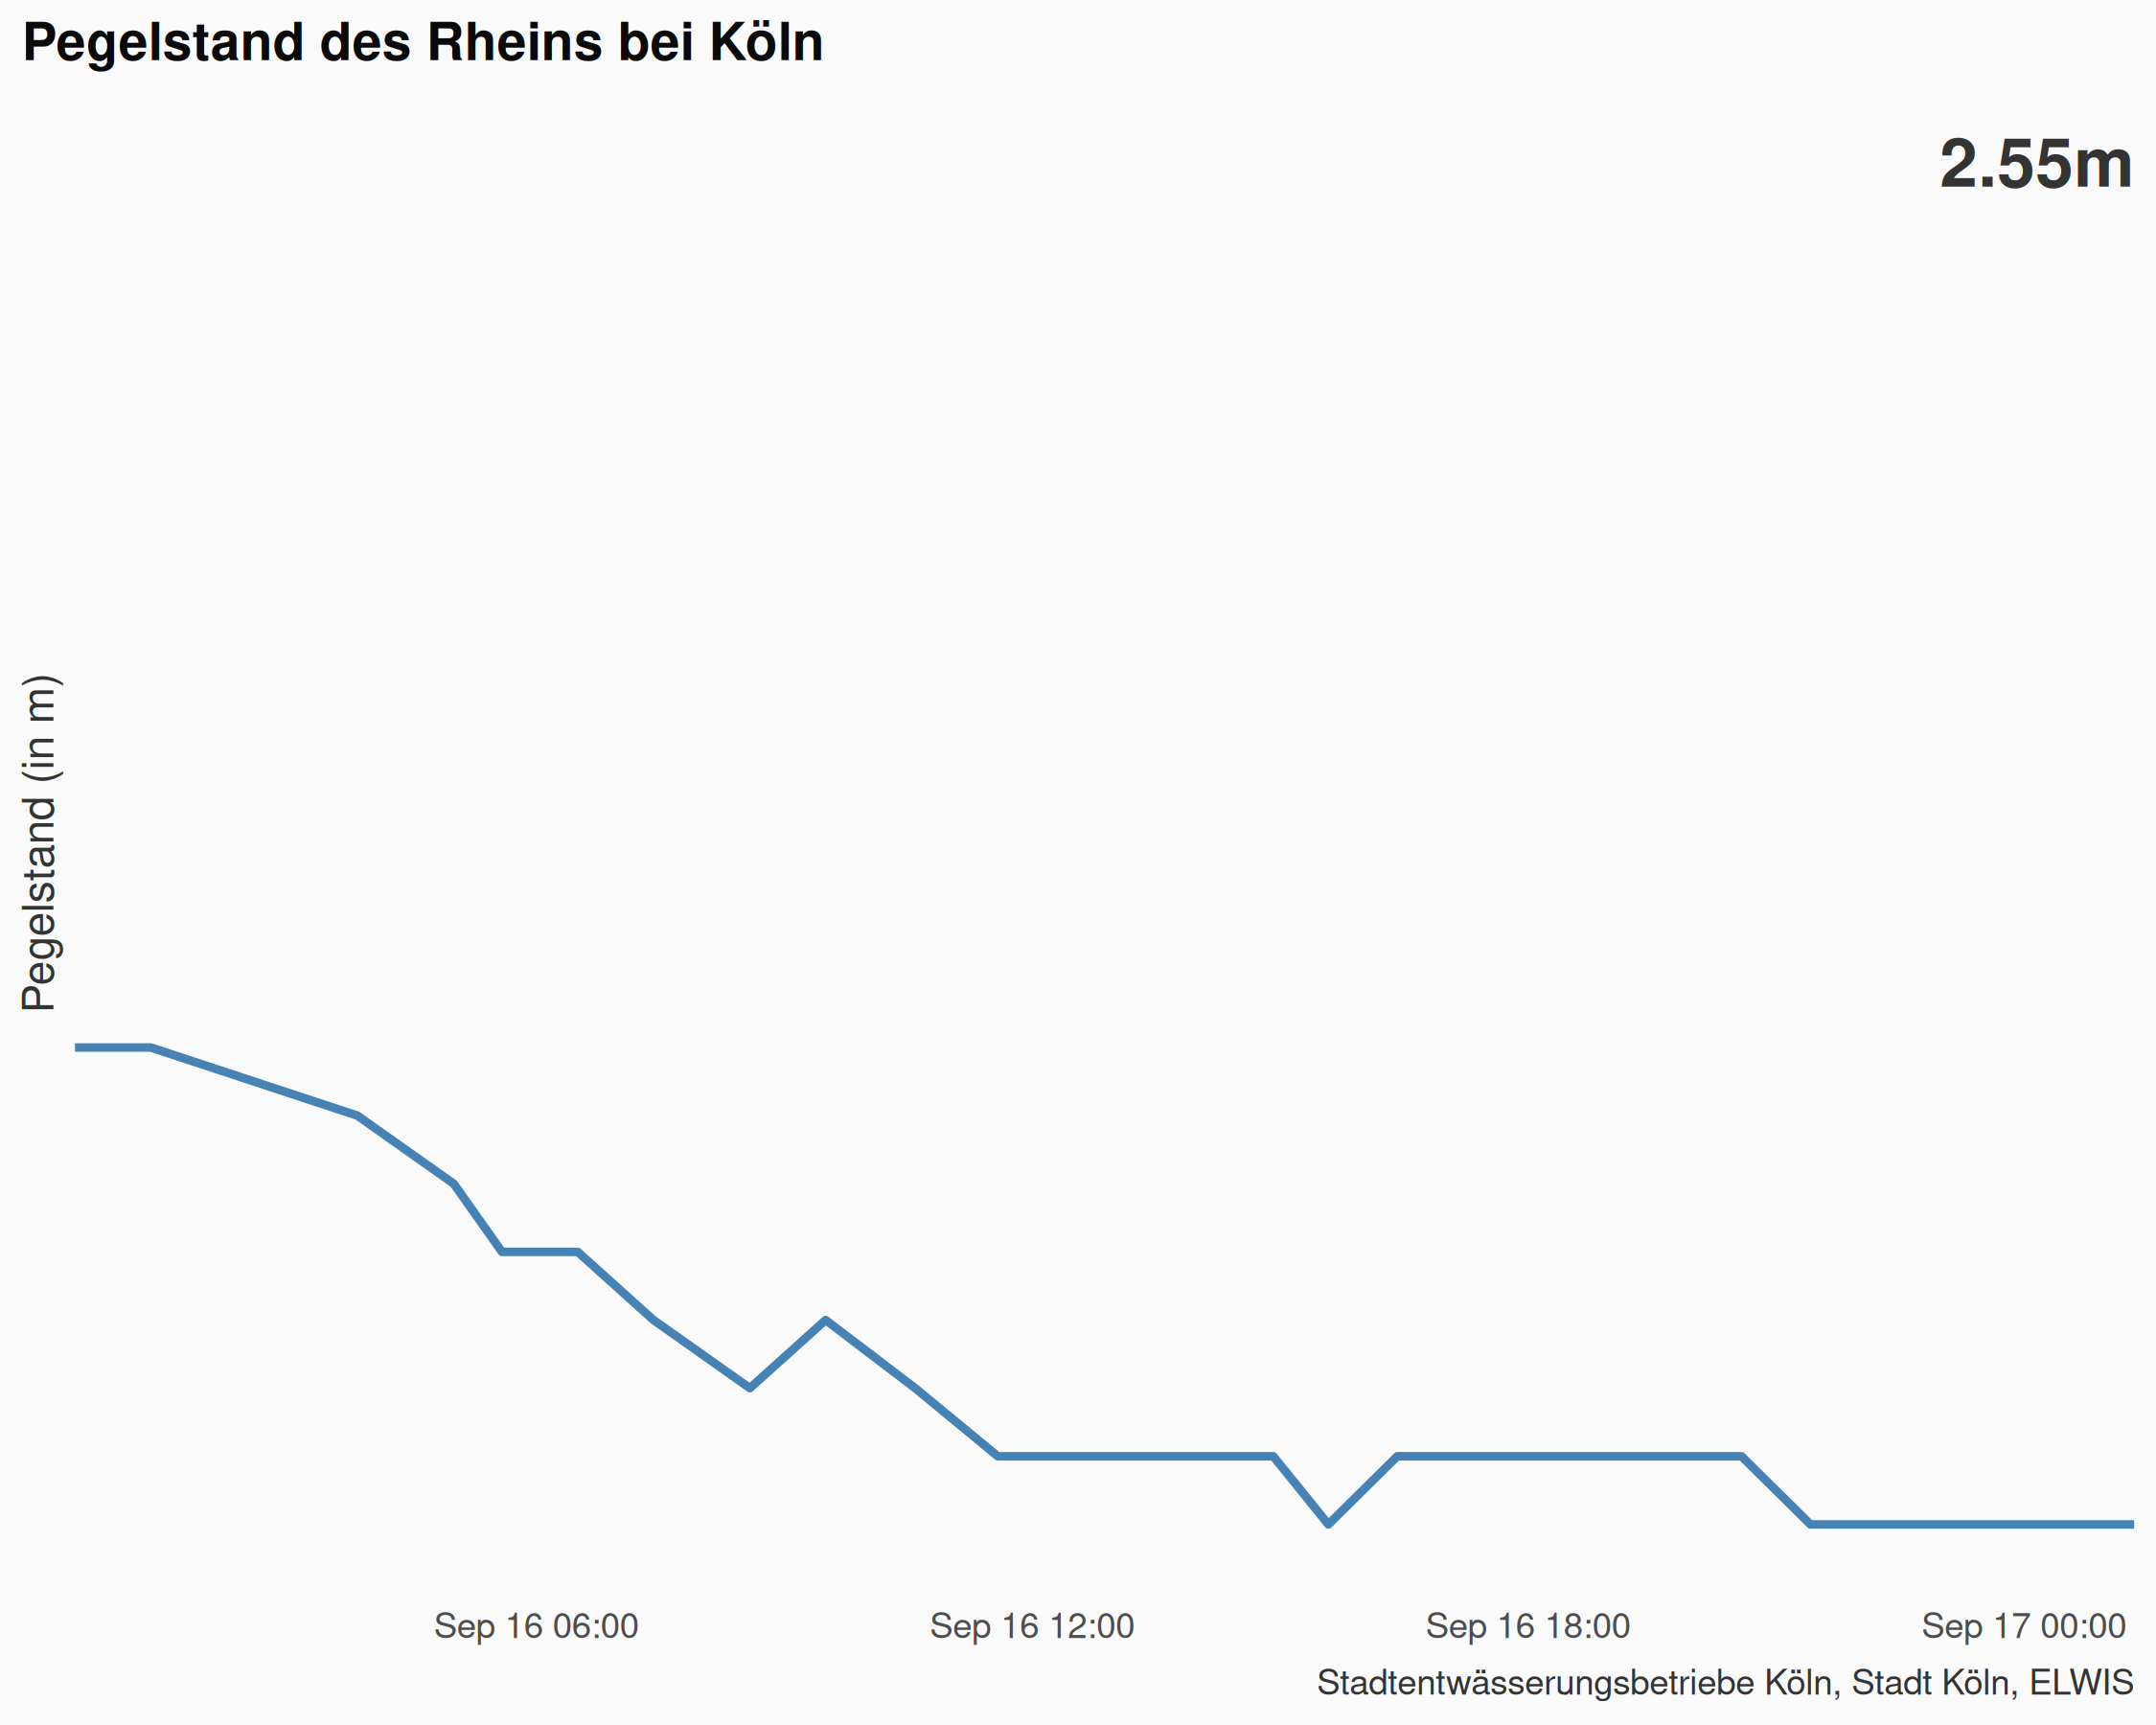 Pegelstand des Rheins bei Köln
2.55m
Pegelstand (in m)
Sep 16 06:00
Sep 16 12:00
Sep 16 18:00
Sep 17 00:00
Stadtentwässerungsbetriebe Köln, Stadt Köln, ELWIS